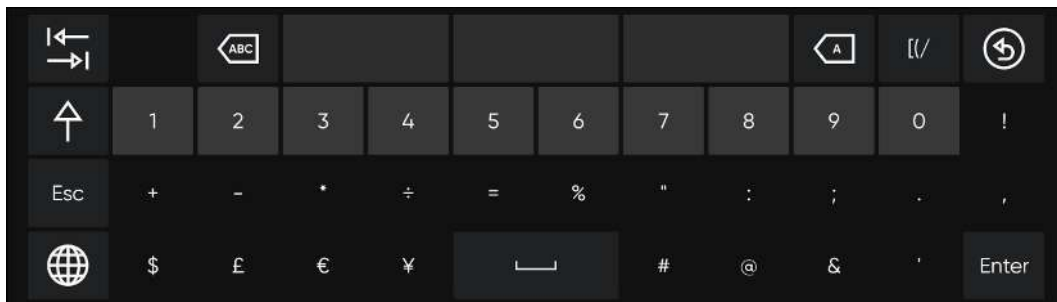 ABC A [(/
1 2 3 4 5 6 7 8 9 0 !
Esc + - * ÷ = % " : ; . ,
$ £ € ¥ # @ & ' Enter